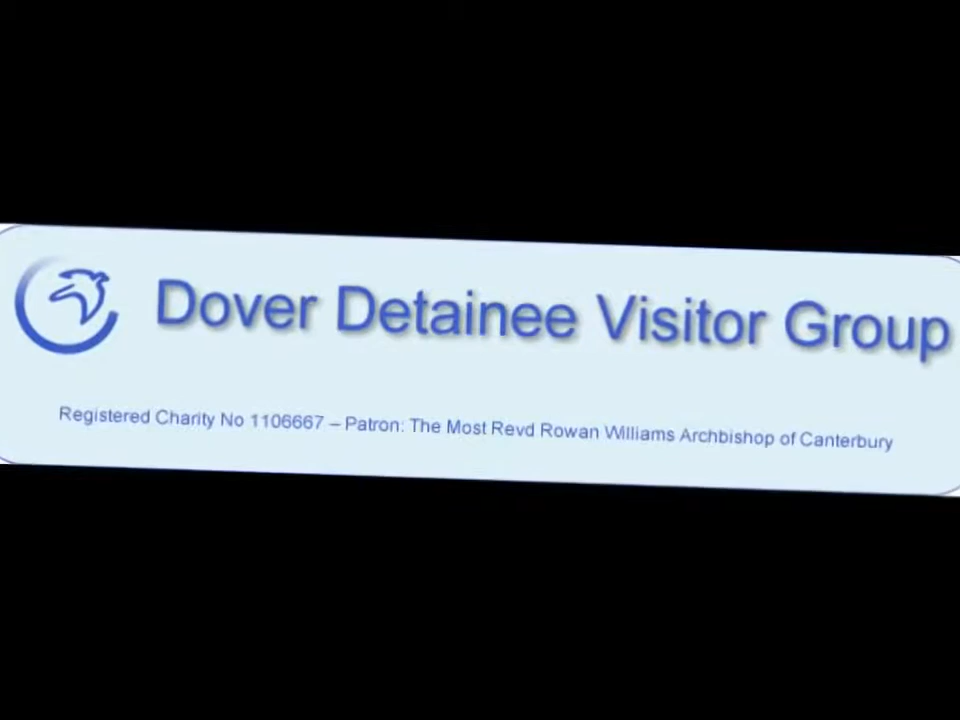 Dover Detainee Visitor Group
Registered Charity No 1106667 – Patron: The Most Revd Rowan Williams Archbishop of Canterbury